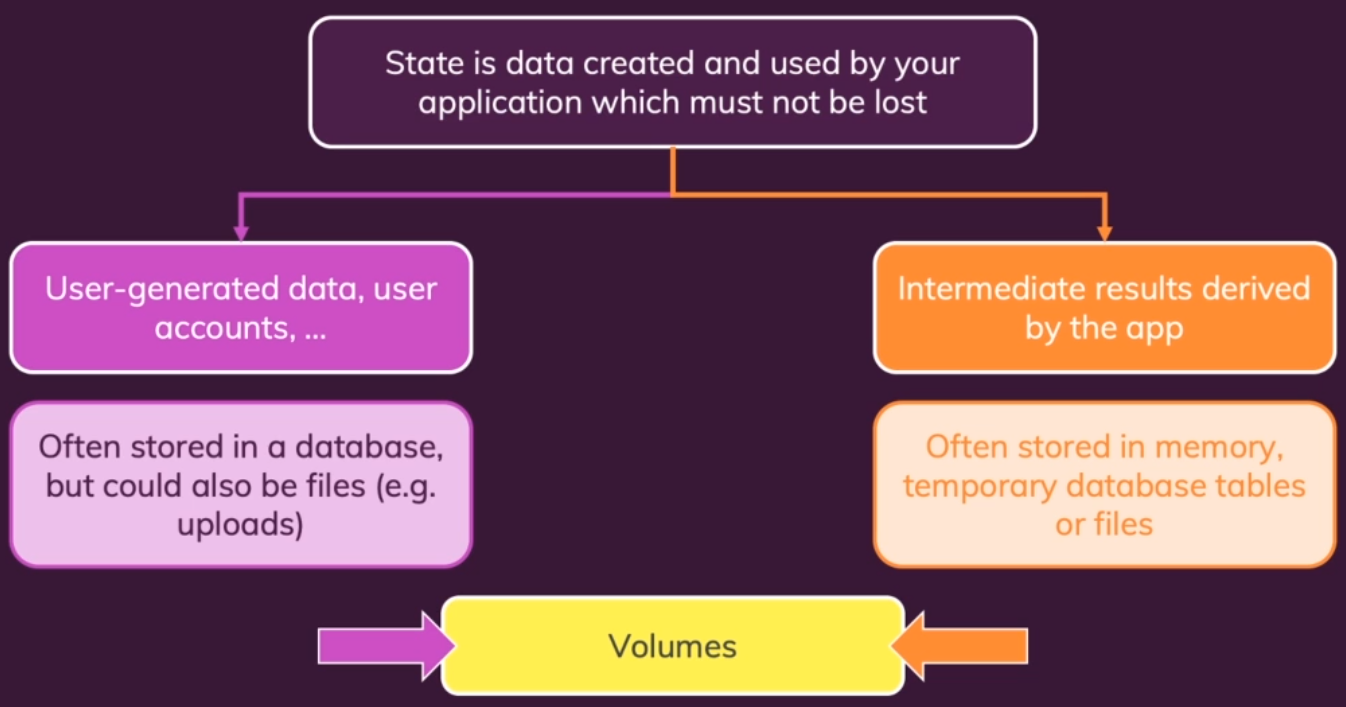 State is data created and used by your
application which must not be lost
User-generated data, user
accounts, ...
Intermediate results derived
by the app
Often stored in a database,
but could also be files (e.g.
uploads)
Often stored in memory,
temporary database tables
or files
Volumes